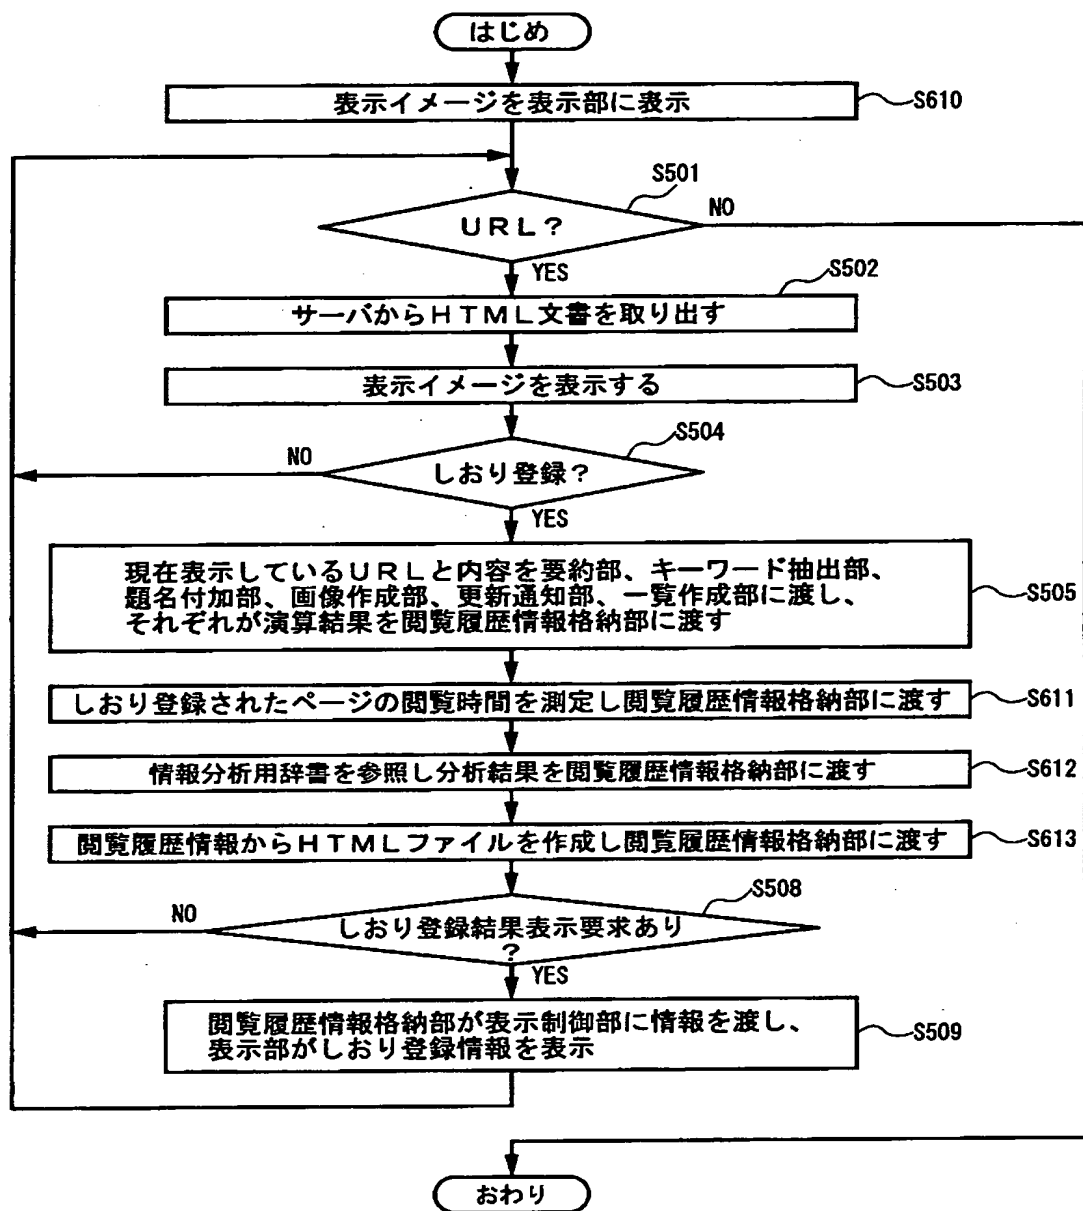 はじめ
表示イメージを表示部に表示
S610
S501
URL?
NO
YES
S502
サーバからHTML文書を取り出す
表示イメージを表示する
S503
S504
NO
しおり登録?
YES
現在表示しているURLと内容を要約部、キーワード抽出部、
題名付加部、画像作成部、更新通知部、一覧作成部に渡し、
それぞれが演算結果を閲覧履歴情報格納部に渡す
S505
しおり登録されたページの閲覧時間を測定し閲覧履歴情報格納部に渡す
S611
情報分析用辞書を参照し分析結果を閲覧履歴情報格納部に渡す
S612
閲覧履歴情報からHTMLファイルを作成し閲覧履歴情報格納部に渡す
S613
S508
NO
しおり登録結果表示要求あり
?
YES
閲覧履歴情報格納部が表示制御部に情報を渡し、
表示部がしおり登録情報を表示
S509
おわり